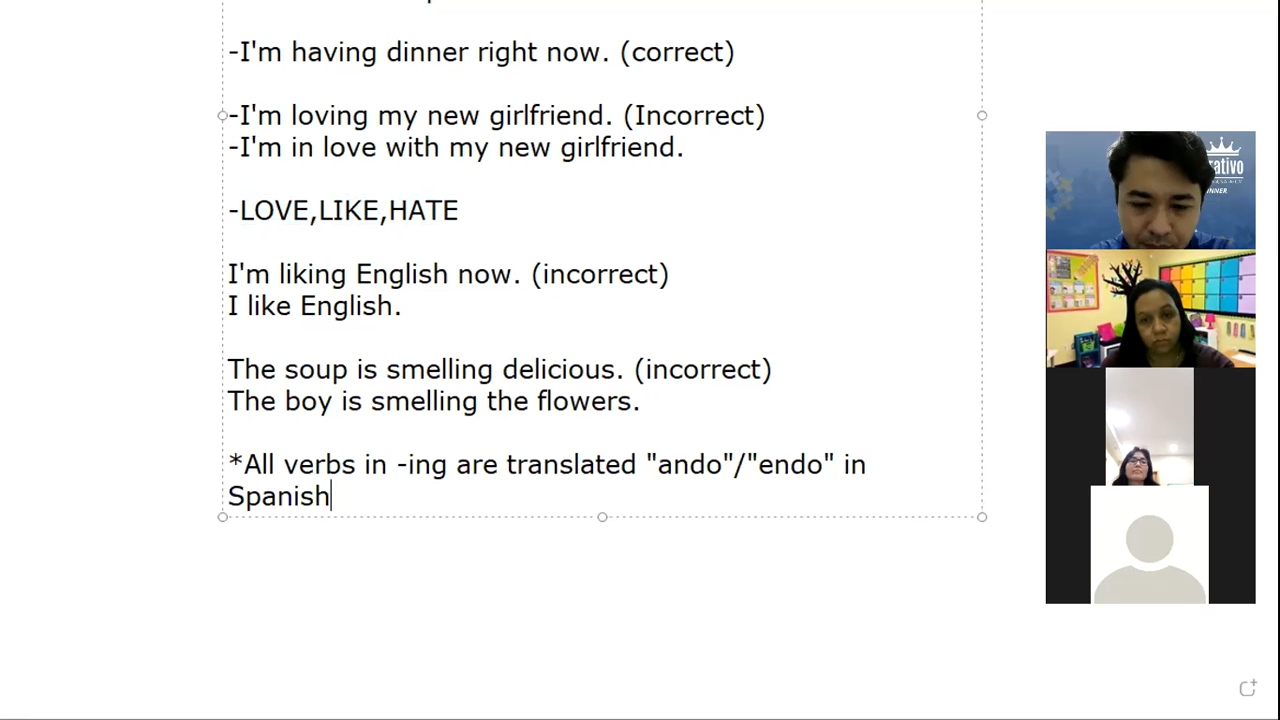 -I'm having dinner right now. (correct)
-I'm loving my new girlfriend. (Incorrect)
-I'm in love with my new girlfriend.
-LOVE,LIKE,HATE
I'm liking English now. (incorrect)
I like English.
The soup is smelling delicious. (incorrect)
The boy is smelling the flowers.
*All verbs in -ing are translated "ando"/"endo" in
Spanish